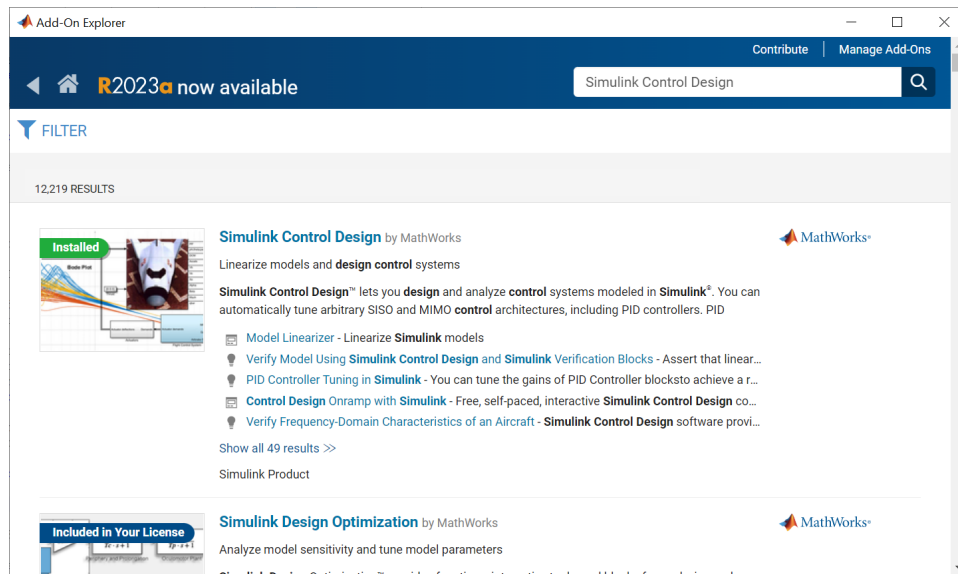 Add-On Explorer
Contribute
Manage Add-Ons
R2023a now available
Simulink Control Design
FILTER
12,219 RESULTS
Installed
Bode Plot
Simulink Control Design by MathWorks
MathWorks®
Linearize models and design control systems
Simulink Control Design™ lets you design and analyze control systems modeled in Simulink®. You can
automatically tune arbitrary SISO and MIMO control architectures, including PID controllers. PID
Model Linearizer - Linearize Simulink models
Verify Model Using Simulink Control Design and Simulink Verification Blocks - Assert that linear...
PID Controller Tuning in Simulink - You can tune the gains of PID Controller blocksto achieve a r...
Control Design Onramp with Simulink - Free, self-paced, interactive Simulink Control Design co...
Verify Frequency-Domain Characteristics of an Aircraft - Simulink Control Design software provi...
Show all 49 results >>
Simulink Product
Included in Your License
Simulink Design Optimization by MathWorks
MathWorks®
Analyze model sensitivity and tune model parameters